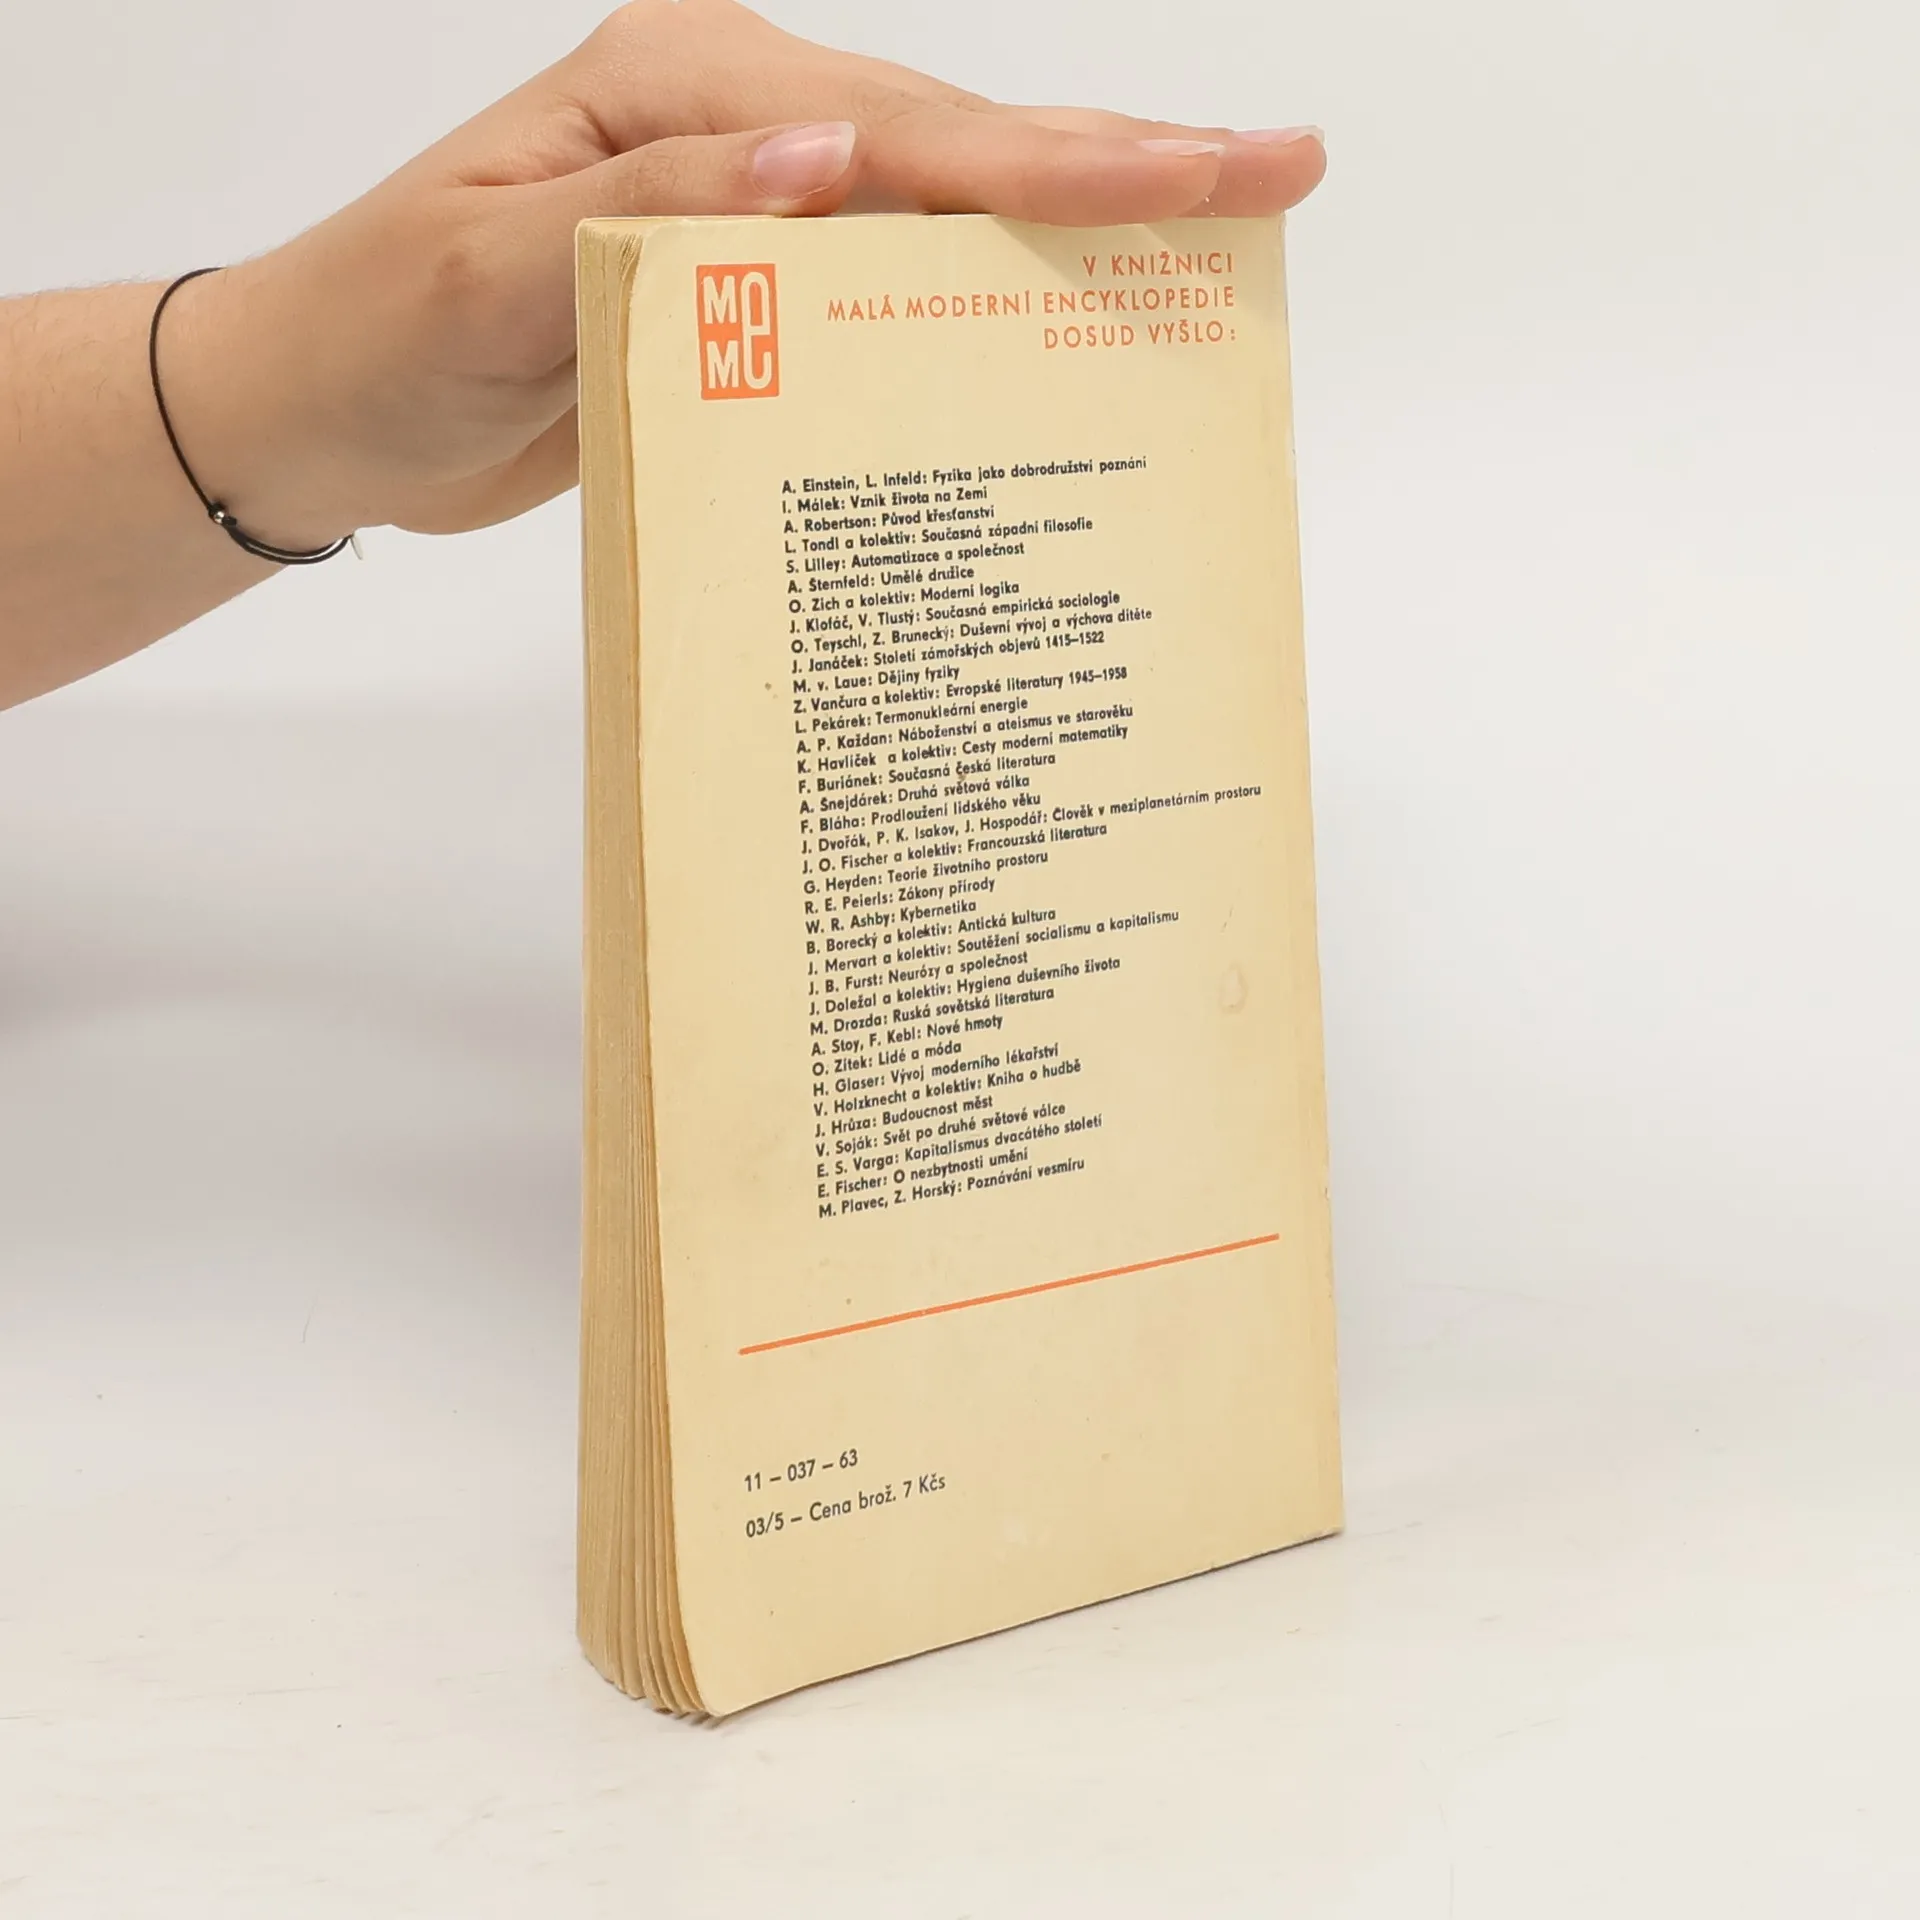 MEME
V KNIŽNICI
MALÁ MODERNÍ ENCYKLOPEDIE
DOSUD VYŠLO:
A. Einstein, L. Infeld: Fyzika jako dobrodružství poznání
I. Málek: Vznik života na Zemi
A. Robertson: Původ křesťanství
L. Tondl a kolektiv: Současná západní filosofie
S. Lilley: Automatizace a společnost
A. Šternfeld: Umělé družice
O. Zich a kolektiv: Moderní logika
J. Klofáč, V. Tlustý: Současná empirická sociologie
O. Teyschl, Z. Brunecký: Duševní vývoj a výchova dítěte
J. Janáček: Století zámořských objevů 1415–1522
M. v. Laue: Dějiny fyziky
Z. Vančura a kolektiv: Evropské literatury 1945–1958
L. Pekárek: Termonukleární energie
A. P. Každan: Náboženství a ateismus ve starověku
K. Havlíček a kolektiv: Cesty moderní matematiky
F. Buriánek: Současná česká literatura
A. Šnejdárek: Druhá světová válka
F. Bláha: Prodloužení lidského věku
J. Dvořák, P. K. Isakov, J. Hospodář: Člověk v meziplanetárním prostoru
J. O. Fischer a kolektiv: Francouzská literatura
G. Heyden: Teorie životního prostoru
R. E. Peierls: Zákony přírody
W. R. Ashby: Kybernetika
B. Borecký a kolektiv: Antická kultura
J. Mervart a kolektiv: Soutěžení socialismu a kapitalismu
J. B. Furst: Neurózy a společnost
J. Doležal a kolektiv: Hygiena duševního života
M. Drozda: Ruská sovětská literatura
A. Stoy, F. Kebl: Nové hmoty
O. Zítek: Lidé a móda
H. Glaser: Vývoj moderního lékařství
V. Holzknecht a kolektiv: Kniha o hudbě
J. Hrůza: Budoucnost měst
V. Soják: Svět po druhé světové válce
E. S. Varga: Kapitalismus dvacátého století
E. Fischer: O nezbytnosti umění
M. Plavec, Z. Horský: Poznávání vesmíru
11 – 037 – 63
03/5 – Cena brož. 7 Kčs